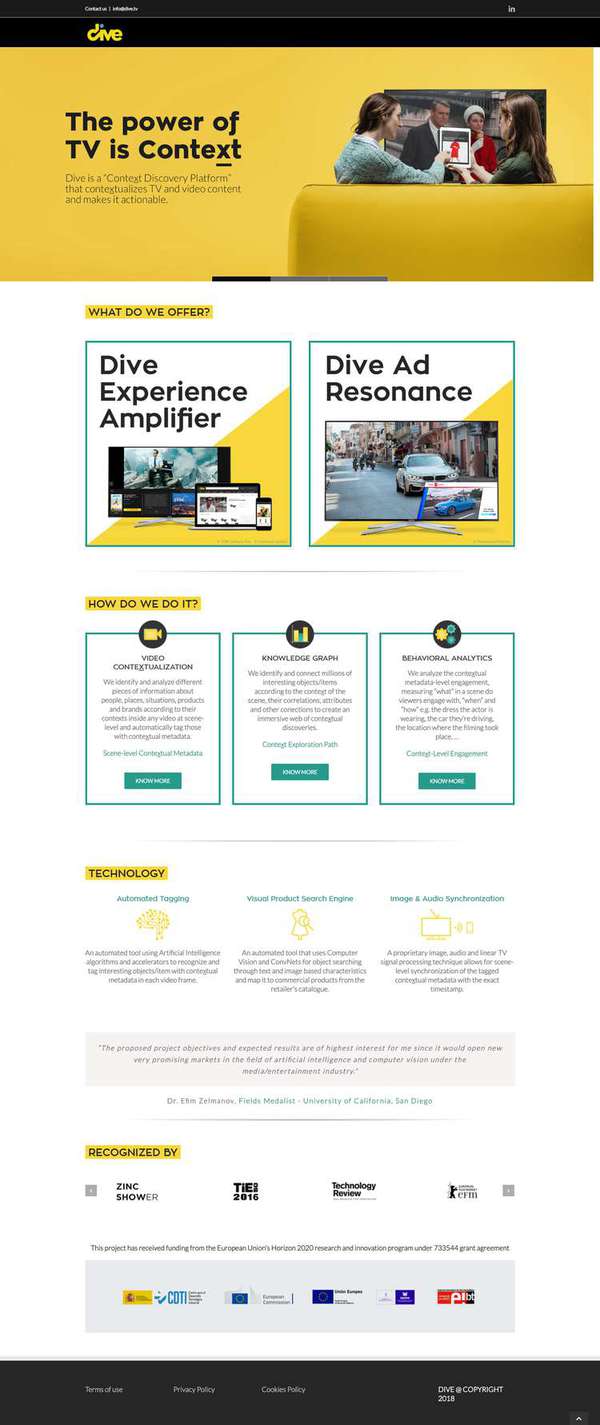 Contact us | info@dive.tv
in
dive
The power of
TV is Context
Dive is a "Context Discovery Platform"
that contextualizes TV and video content
and makes it actionable.
WHAT DO WE OFFER?
Dive
Experience
Amplifier
Dive Ad
Resonance
HOW DO WE DO IT?
VIDEO
CONTEXTUALIZATION
We identify and analyze different
pieces of information about
people, places, situations, products
and brands according to their
contexts inside any video at scene-
level and automatically tag those
with contextual metadata.
Scene-level Contextual Metadata
KNOW MORE
KNOWLEDGE GRAPH
We identify and connect millions of
interesting objects/items
according to the context of the
scene, their correlations, attributes
and other conections to create an
immersive web of contextual
discoveries.
Context Exploration Path
KNOW MORE
BEHAVIORAL ANALYTICS
We analyze the contextual
metadata-level engagement,
measuring "what" in a scene do
viewers engage with, "when" and
"how" e.g. the dress the actor is
wearing, the car they're driving,
the location where the filming took
place,...
Context-Level Engagement
KNOW MORE
TECHNOLOGY
Automated Tagging
An automated tool using Artificial Intelligence
algorithms and accelerators to recognize and
tag interesting objects/item with contextual
metadata in each video frame.
Visual Product Search Engine
An automated tool that uses Computer
Vision and ConvNets for object searching
through text and image based characteristics
and map it to commercial products from the
retailer's catalogue.
Image & Audio Synchronization
A proprietary image, audio and linear TV
signal processing technique allows for scene-
level synchronization of the tagged
contextual metadata with the exact
timestamp.
"The proposed project objectives and expected results are of highest interest for me since it would open new
very promising markets in the field of artificial intelligence and computer vision under the
media/entertainment industry."
Dr. Efim Zelmanov, Fields Medalist - University of California, San Diego
RECOGNIZED BY
ZINC
SHOWER
TiE
2016
Technology
Review
efm
This project has received funding from the European Union's Horizon 2020 research and innovation program under 733544 grant agreement
CDTI
European
Commission
Unión Europea
Terms of use
Privacy Policy
Cookies Policy
DIVE @ COPYRIGHT
2018